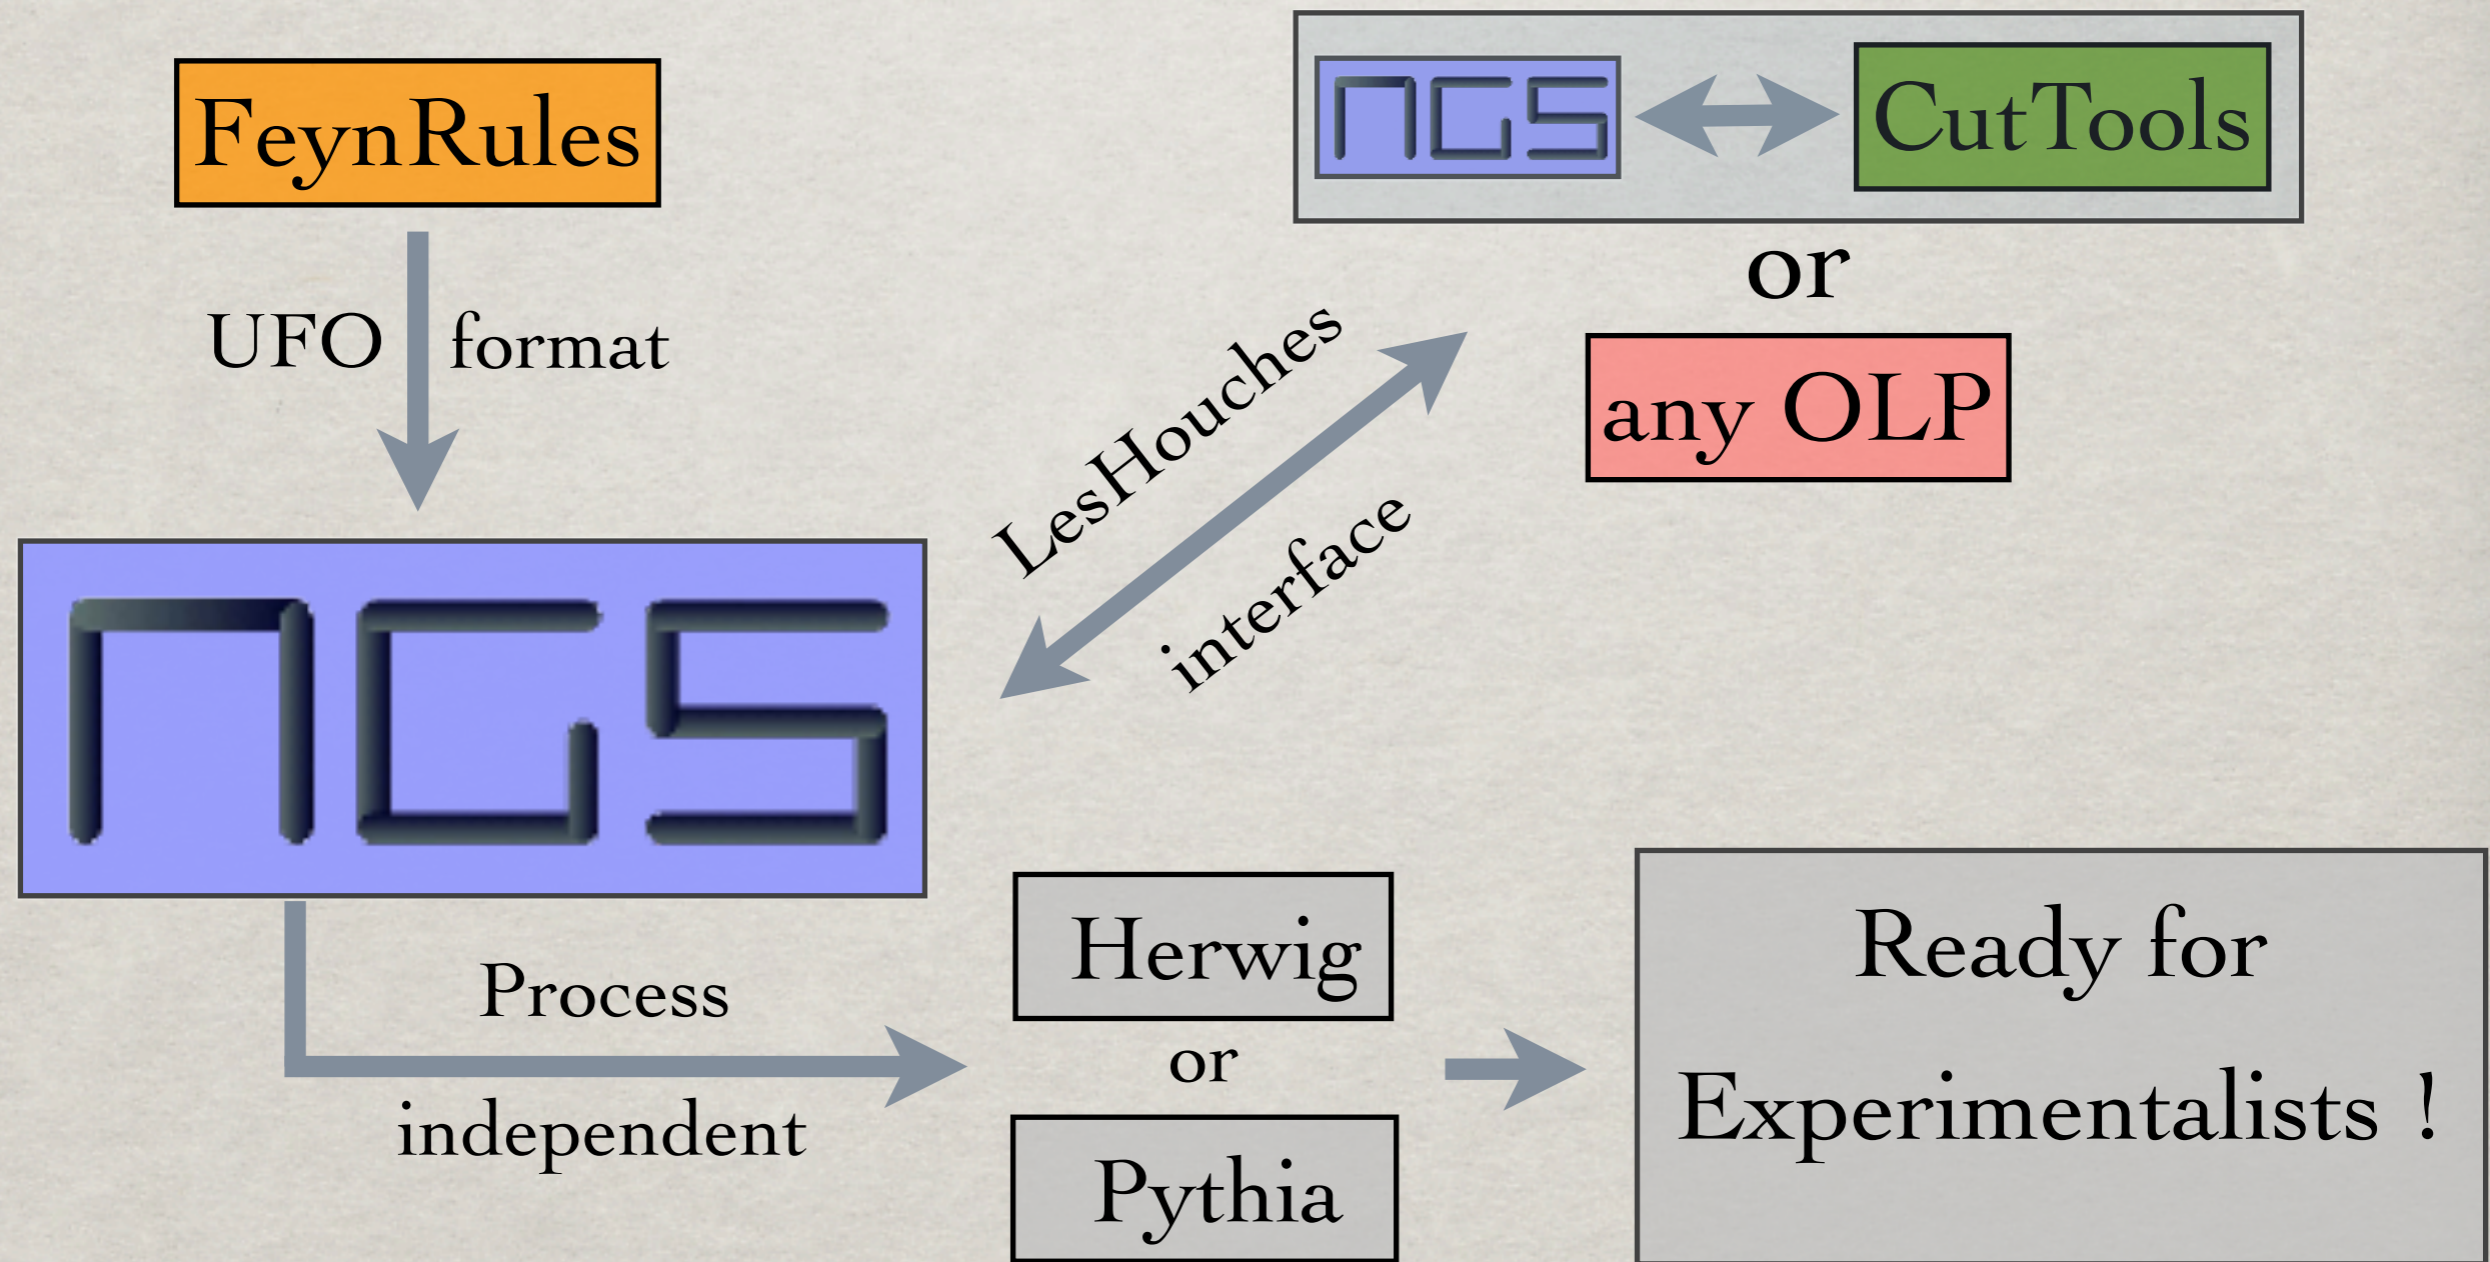 FeynRules
MG5
CutTools
or
UFO format
any OLP
LesHouches
interface
MG5
Process
independent
Herwig
or
Pythia
Ready for
Experimentalists !